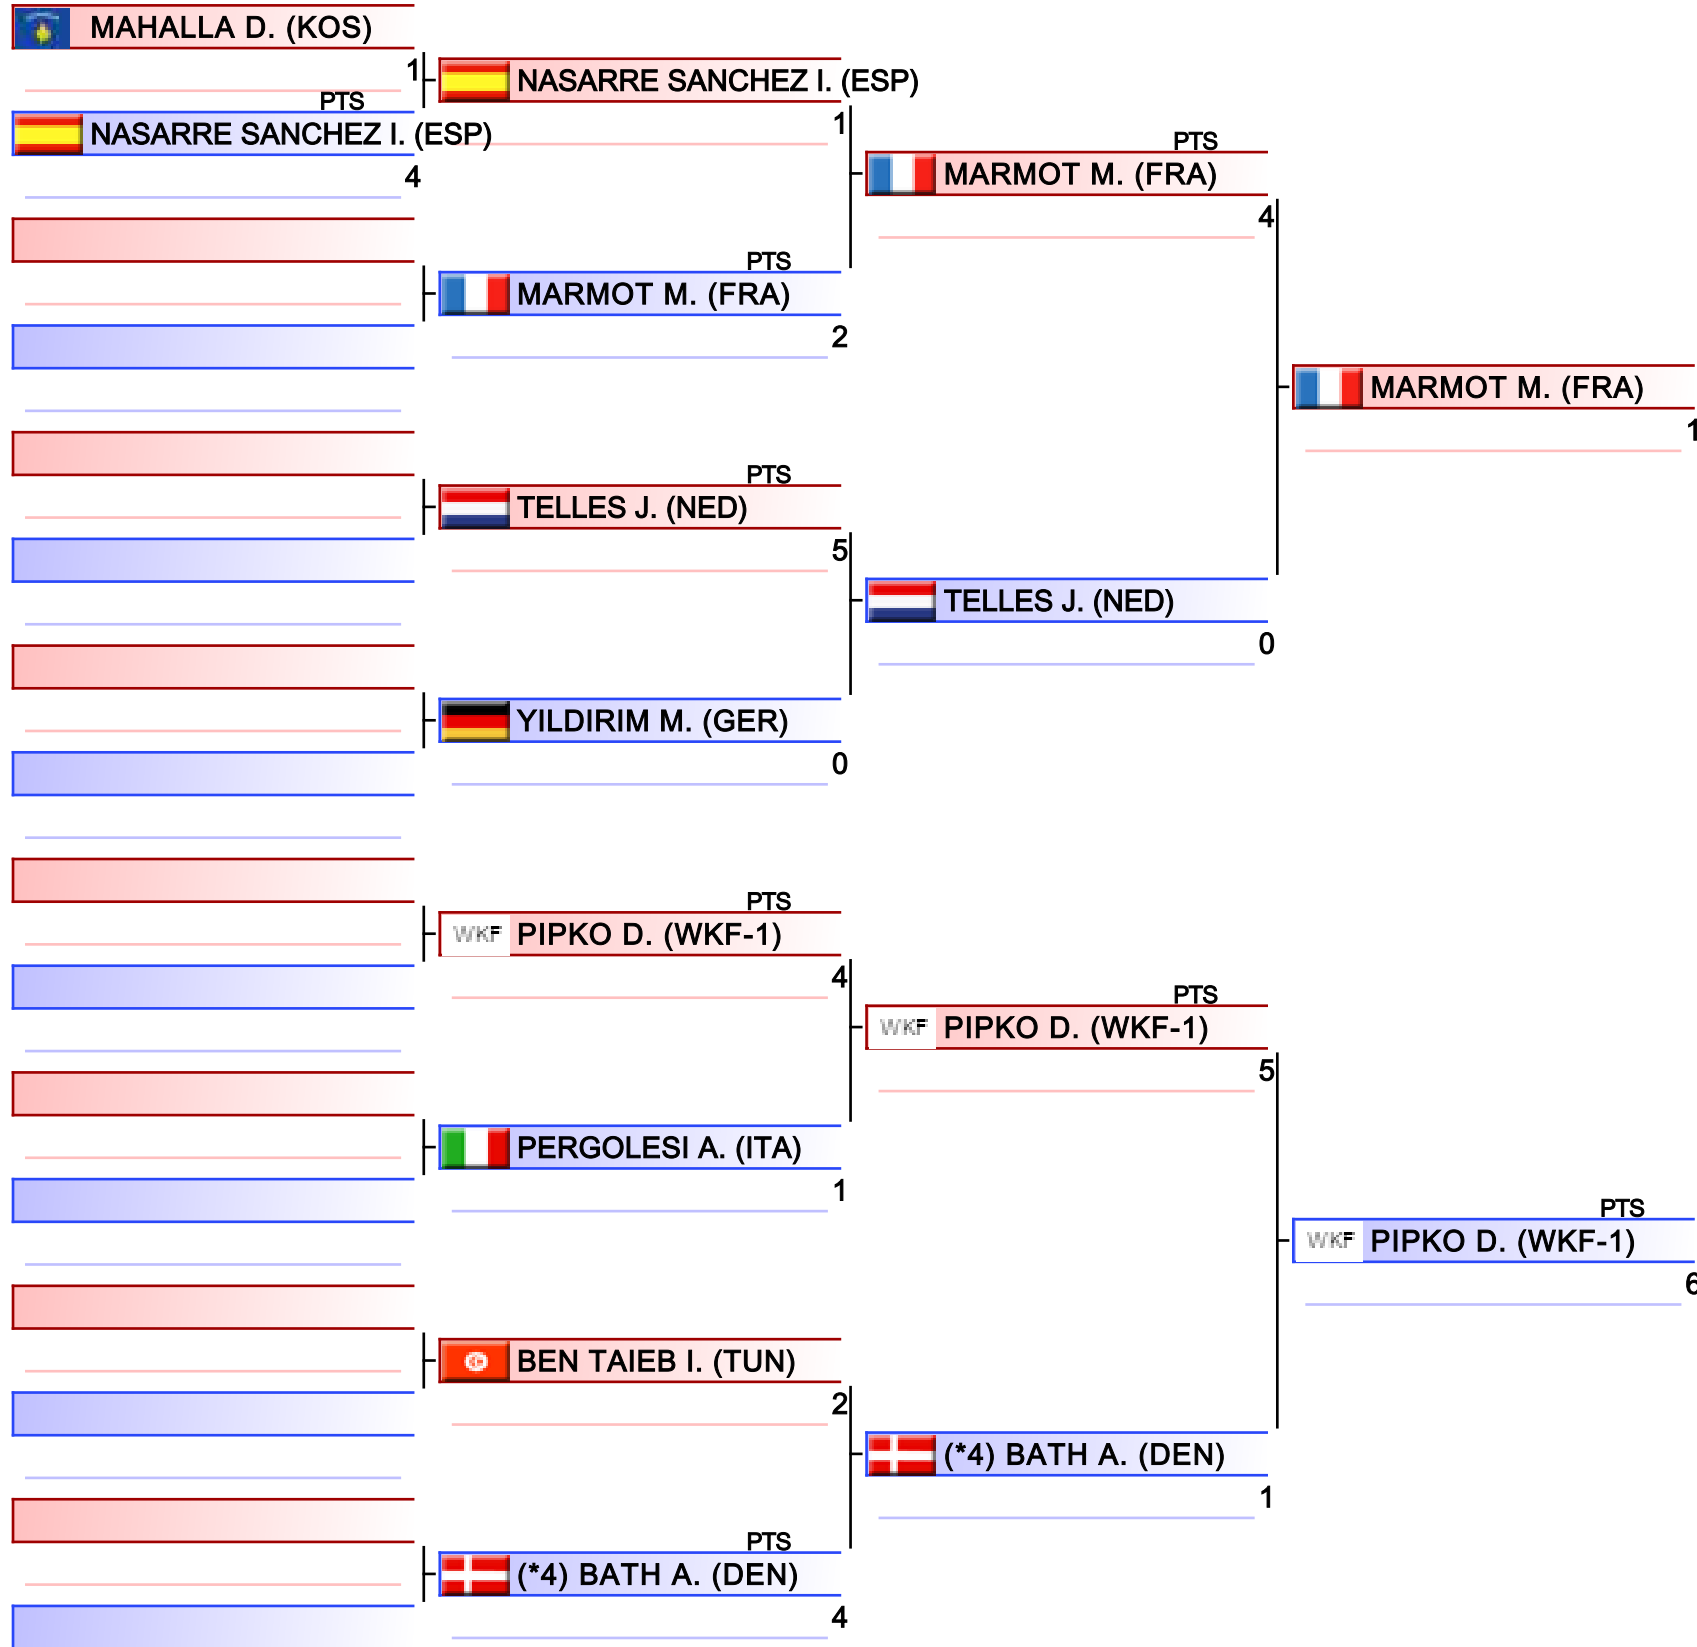 MAHALLA D. (KOS)
1
PTS
NASARRE SANCHEZ I. (ESP)
4
NASARRE SANCHEZ I. (ESP)
1
PTS
MARMOT M. (FRA)
2
PTS
TELLES J. (NED)
5
YILDIRIM M. (GER)
0
PTS
WKF PIPKO D. (WKF-1)
4
PERGOLESI A. (ITA)
1
BEN TAIEB I. (TUN)
2
PTS
(*4) BATH A. (DEN)
4
PTS
MARMOT M. (FRA)
4
TELLES J. (NED)
0
PTS
WKF PIPKO D. (WKF-1)
5
(*4) BATH A. (DEN)
1
MARMOT M. (FRA)
1
PTS
WKF PIPKO D. (WKF-1)
6